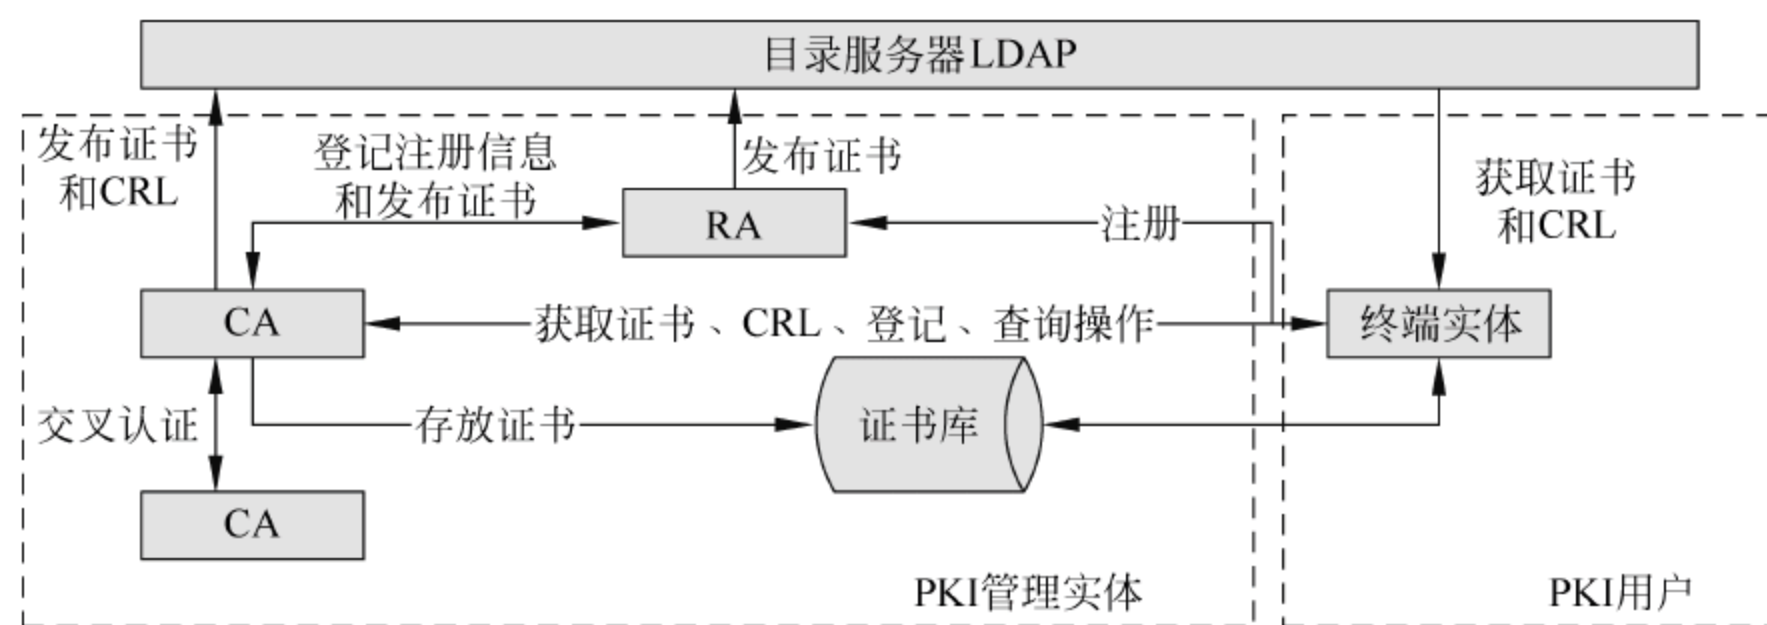 目录服务器LDAP
发布证书
和CRL
登记注册信息
和发布证书
发布证书
获取证书
和CRL
RA
注册
CA
获取证书、CRL、登记、查询操作
终端实体
交叉认证
存放证书
证书库
CA
PKI管理实体
PKI用户